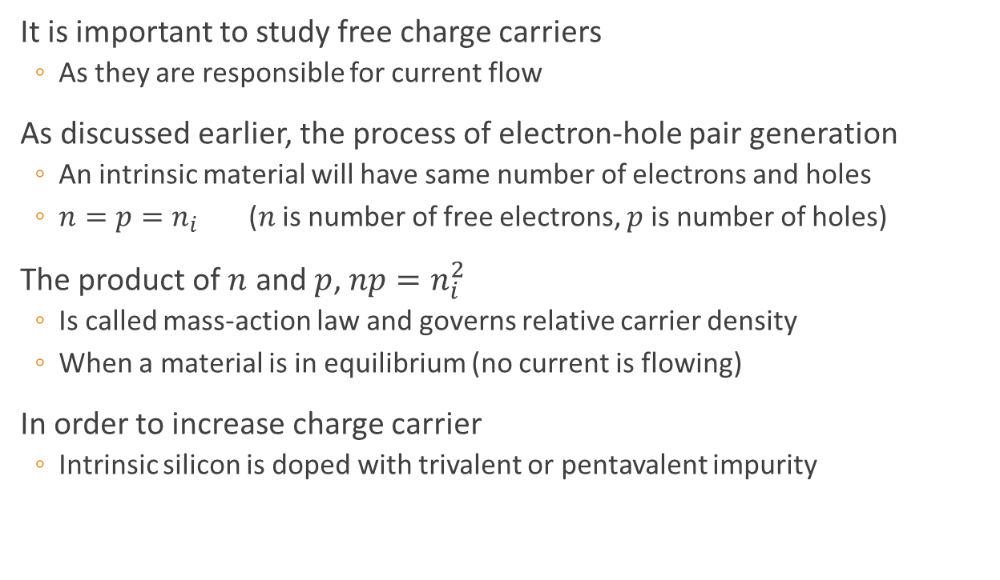 It is important to study free charge carriers
◦ As they are responsible for current flow
As discussed earlier, the process of electron-hole pair generation
◦ An intrinsic material will have same number of electrons and holes
◦ 𝑛 = 𝑝 = 𝑛ᵢ (𝑛 is number of free electrons, 𝑝 is number of holes)
The product of 𝑛 and 𝑝, 𝑛𝑝 = 𝑛ᵢ²
◦ Is called mass-action law and governs relative carrier density
◦ When a material is in equilibrium (no current is flowing)
In order to increase charge carrier
◦ Intrinsic silicon is doped with trivalent or pentavalent impurity